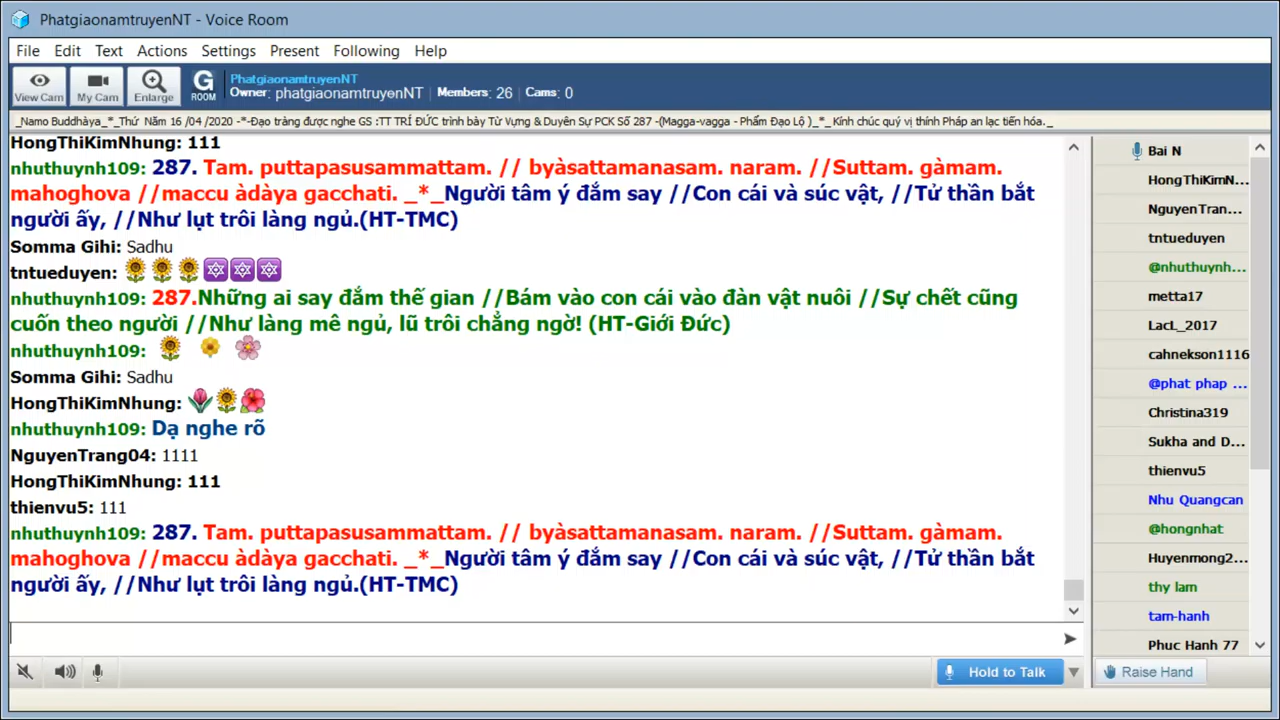 PhatgiaonamtruyenNT - Voice Room
File Edit Text Actions Settings Present Following Help
View Cam My Cam Enlarge G ROOM PhatgiaonamtruyenNT
Owner: phatgiaonamtruyenNT | Members: 26 | Cams: 0
_Namo Buddhàya_*_Thứ Năm 16 /04 /2020 -*-Đạo tràng được nghe GS :TT TRÍ ĐỨC trình bày Từ Vựng & Duyên Sự PCK Số 287 -(Magga-vagga - Phẩm Đạo Lộ )_*_ Kính chúc quý vị thính Pháp an lạc tiến hóa._
HongThiKimNhung: 111
nhuthuynh109: 287. Tam. puttapasusammattam. // byàsattamanasam. naram. //Suttam. gàmam.
mahoghova //maccu àdàya gacchati. _*_Người tâm ý đắm say //Con cái và súc vật, //Tử thần bắt
người ấy, //Như lụt trôi làng ngủ.(HT-TMC)
Somma Gihi: Sadhu
tntueduyen:
nhuthuynh109: 287.Những ai say đắm thế gian //Bám vào con cái vào đàn vật nuôi //Sự chết cũng
cuốn theo người //Như làng mê ngủ, lũ trôi chẳng ngờ! (HT-Giới Đức)
nhuthuynh109:
Somma Gihi: Sadhu
HongThiKimNhung:
nhuthuynh109: Dạ nghe rõ
NguyenTrang04: 1111
HongThiKimNhung: 111
thienvu5: 111
nhuthuynh109: 287. Tam. puttapasusammattam. // byàsattamanasam. naram. //Suttam. gàmam.
mahoghova //maccu àdàya gacchati. _*_Người tâm ý đắm say //Con cái và súc vật, //Tử thần bắt
người ấy, //Như lụt trôi làng ngủ.(HT-TMC)
Bai N
HongThiKimN...
NguyenTran...
tntueduyen
@nhuthuynh...
metta17
LacL_2017
cahnekson1116
@phat phap ...
Christina319
Sukha and D...
thienvu5
Nhu Quangcan
@hongnhat
Huyenmong2...
thy lam
tam-hanh
Phuc Hanh 77
Hold to Talk
Raise Hand